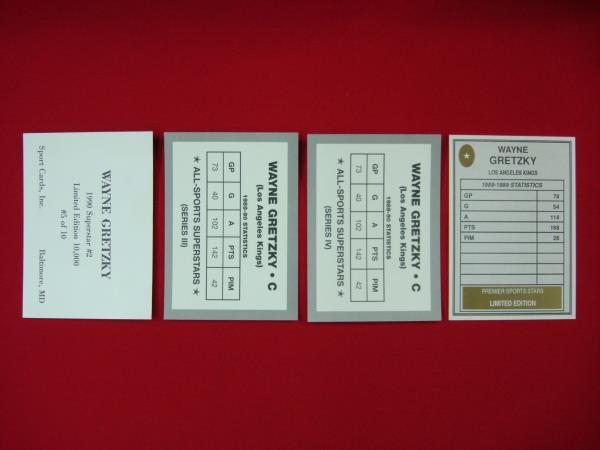 WAYNE GRETZKY
1990 Superstar #2
Limited Edition 10,000
#5 of 10
Sport Cards, Inc. Baltimore, MD
WAYNE GRETZKY • C
(Los Angeles Kings)
1989-90 STATISTICS
GP G A PTS PIM
73 40 102 142 42
★ ALL-SPORTS SUPERSTARS ★
(SERIES III)
WAYNE GRETZKY • C
(Los Angeles Kings)
1989-90 STATISTICS
GP G A PTS PIM
73 40 102 142 42
★ ALL-SPORTS SUPERSTARS ★
(SERIES IV)
WAYNE
GRETZKY
LOS ANGELES KINGS
1989-1989 STATISTICS
GP 78
G 54
A 114
PTS 168
PIM 26
PREMIER SPORTS STARS
LIMITED EDITION